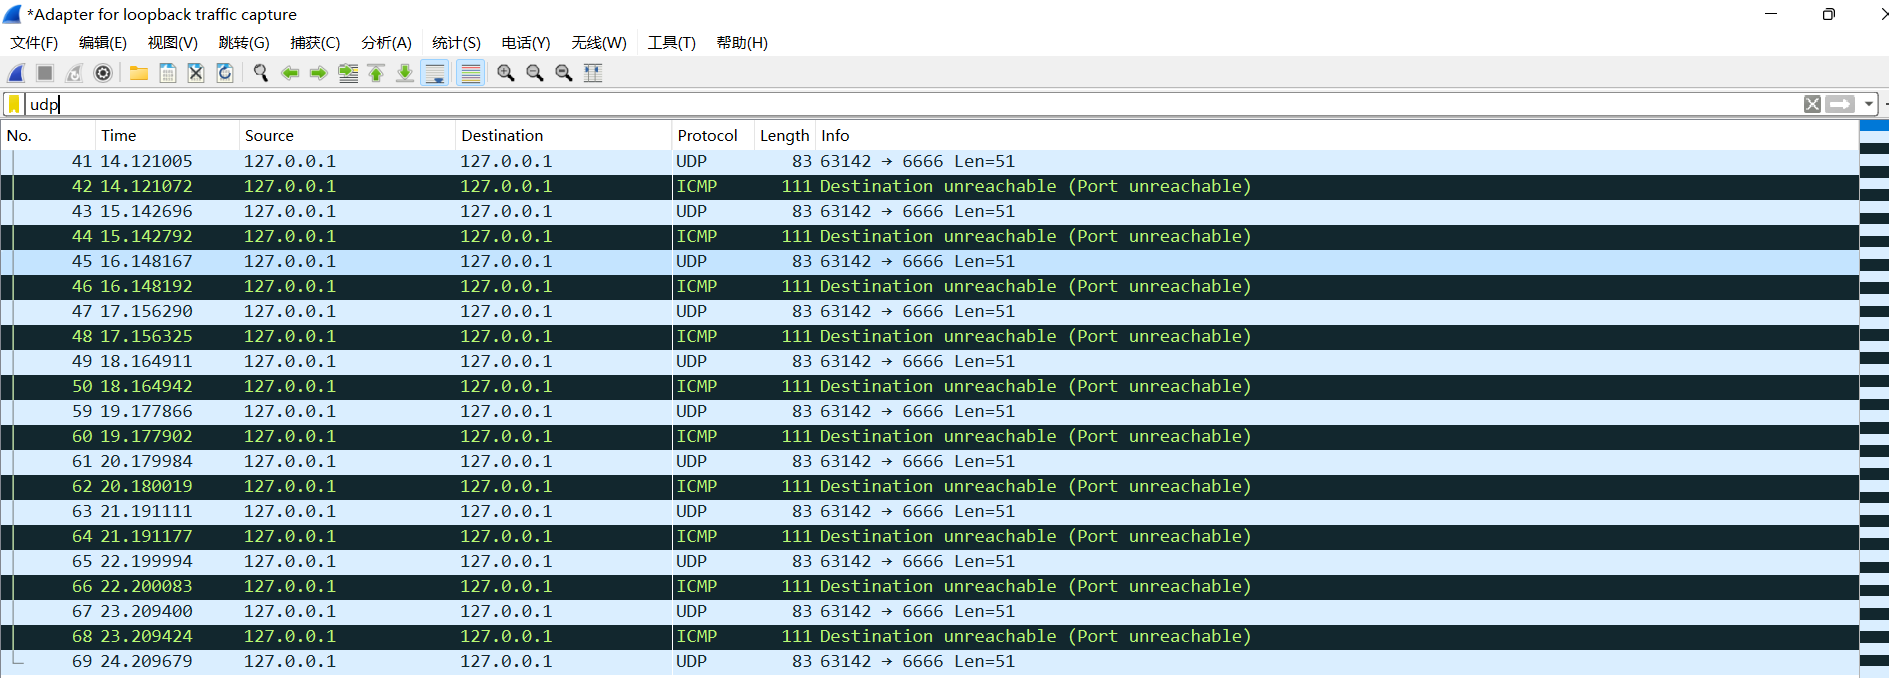 *Adapter for loopback traffic capture
文件(F) 编辑(E) 视图(V) 跳转(G) 捕获(C) 分析(A) 统计(S) 电话(Y) 无线(W) 工具(T) 帮助(H)
udp
No. Time Source Destination Protocol Length Info
41 14.121005 127.0.0.1 127.0.0.1 UDP 83 63142 → 6666 Len=51
42 14.121072 127.0.0.1 127.0.0.1 ICMP 111 Destination unreachable (Port unreachable)
43 15.142696 127.0.0.1 127.0.0.1 UDP 83 63142 → 6666 Len=51
44 15.142792 127.0.0.1 127.0.0.1 ICMP 111 Destination unreachable (Port unreachable)
45 16.148167 127.0.0.1 127.0.0.1 UDP 83 63142 → 6666 Len=51
46 16.148192 127.0.0.1 127.0.0.1 ICMP 111 Destination unreachable (Port unreachable)
47 17.156290 127.0.0.1 127.0.0.1 UDP 83 63142 → 6666 Len=51
48 17.156325 127.0.0.1 127.0.0.1 ICMP 111 Destination unreachable (Port unreachable)
49 18.164911 127.0.0.1 127.0.0.1 UDP 83 63142 → 6666 Len=51
50 18.164942 127.0.0.1 127.0.0.1 ICMP 111 Destination unreachable (Port unreachable)
59 19.177866 127.0.0.1 127.0.0.1 UDP 83 63142 → 6666 Len=51
60 19.177902 127.0.0.1 127.0.0.1 ICMP 111 Destination unreachable (Port unreachable)
61 20.179984 127.0.0.1 127.0.0.1 UDP 83 63142 → 6666 Len=51
62 20.180019 127.0.0.1 127.0.0.1 ICMP 111 Destination unreachable (Port unreachable)
63 21.191111 127.0.0.1 127.0.0.1 UDP 83 63142 → 6666 Len=51
64 21.191177 127.0.0.1 127.0.0.1 ICMP 111 Destination unreachable (Port unreachable)
65 22.199994 127.0.0.1 127.0.0.1 UDP 83 63142 → 6666 Len=51
66 22.200083 127.0.0.1 127.0.0.1 ICMP 111 Destination unreachable (Port unreachable)
67 23.209400 127.0.0.1 127.0.0.1 UDP 83 63142 → 6666 Len=51
68 23.209424 127.0.0.1 127.0.0.1 ICMP 111 Destination unreachable (Port unreachable)
69 24.209679 127.0.0.1 127.0.0.1 UDP 83 63142 → 6666 Len=51